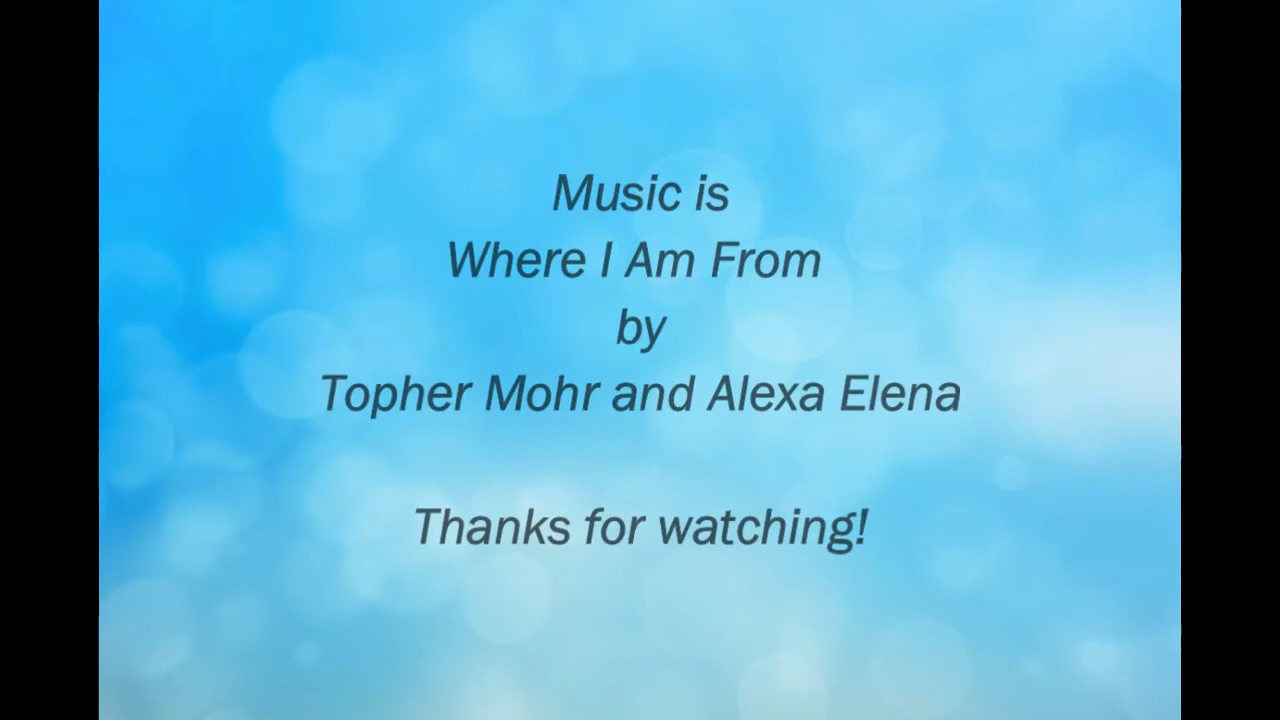 Music is
Where I Am From
by
Topher Mohr and Alexa Elena
Thanks for watching!